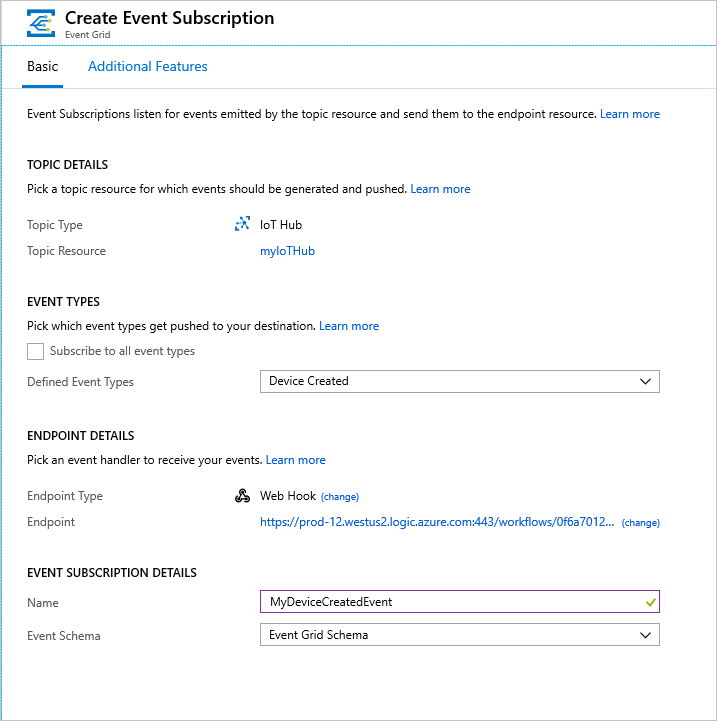 Create Event Subscription
Event Grid
Basic Additional Features
Event Subscriptions listen for events emitted by the topic resource and send them to the endpoint resource. Learn more
TOPIC DETAILS
Pick a topic resource for which events should be generated and pushed. Learn more
Topic Type IoT Hub
Topic Resource myIoTHub
EVENT TYPES
Pick which event types get pushed to your destination. Learn more
Subscribe to all event types
Defined Event Types Device Created
ENDPOINT DETAILS
Pick an event handler to receive your events. Learn more
Endpoint Type Web Hook (change)
Endpoint https://prod-12.westus2.logic.azure.com:443/workflows/0f6a7012... (change)
EVENT SUBSCRIPTION DETAILS
Name MyDeviceCreatedEvent
Event Schema Event Grid Schema